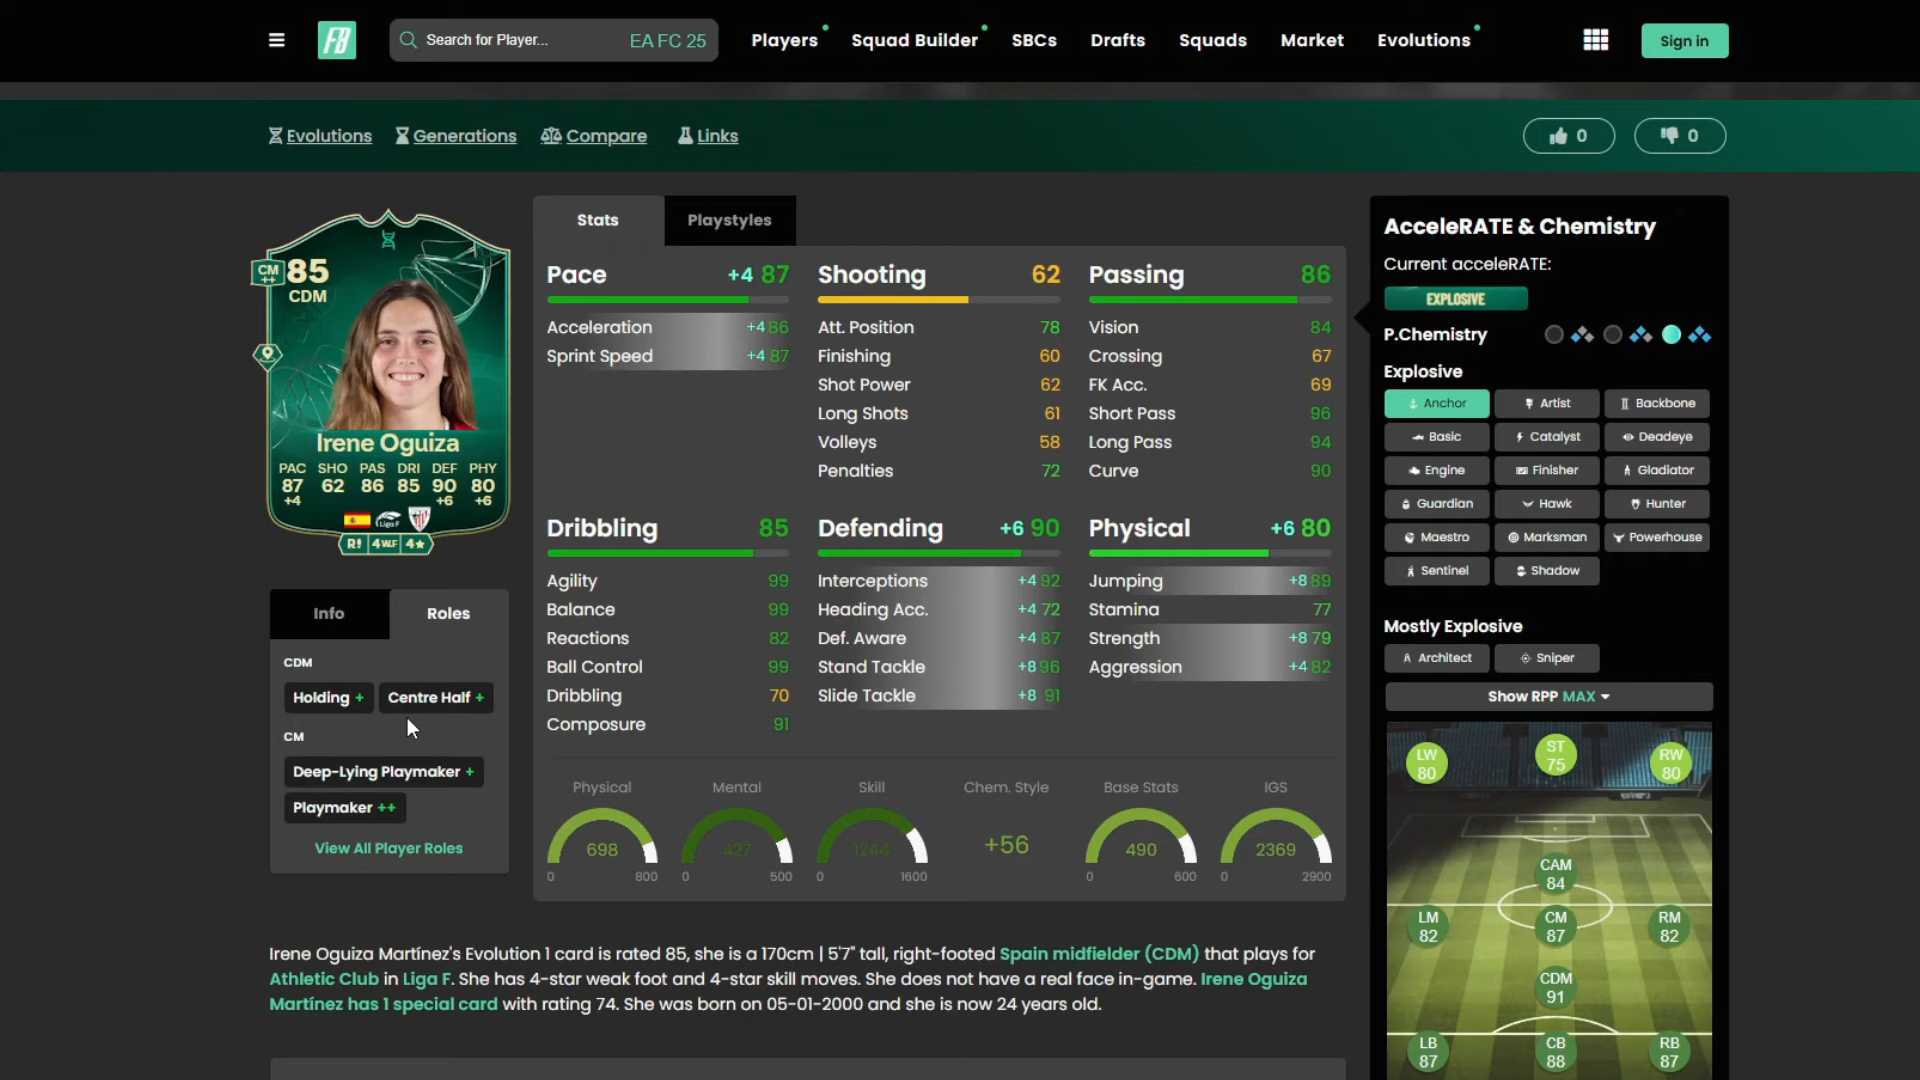 FB
Search for Player... EA FC 25
Players
Squad Builder
SBCs
Drafts
Squads
Market
Evolutions
Sign in
Evolutions
Generations
Compare
Links
0
0
CM
++
85
CDM
Irene Oguiza
PAC SHO PAS DRI DEF PHY
87 62 86 85 90 80
+4 +6 +6
Liga F
R! 4 W.F 4★
Info
Roles
CDM
Holding +
Centre Half +
CM
Deep-Lying Playmaker +
Playmaker ++
View All Player Roles
Stats
Playstyles
Pace +4 87
Acceleration +4 86
Sprint Speed +4 87
Shooting 62
Att. Position 78
Finishing 60
Shot Power 62
Long Shots 61
Volleys 58
Penalties 72
Passing 86
Vision 84
Crossing 67
FK Acc. 69
Short Pass 96
Long Pass 94
Curve 90
Dribbling 85
Agility 99
Balance 99
Reactions 82
Ball Control 99
Dribbling 70
Composure 91
Defending +6 90
Interceptions +4 92
Heading Acc. +4 72
Def. Aware +4 87
Stand Tackle +8 96
Slide Tackle +8 91
Physical +6 80
Jumping +8 89
Stamina 77
Strength +8 79
Aggression +4 82
Physical
698
0 800
Mental
427
0 500
Skill
1244
0 1600
Chem. Style
+56
Base Stats
490
0 600
IGS
2369
0 2900
Irene Oguiza Martínez's Evolution 1 card is rated 85, she is a 170cm | 5'7" tall, right-footed Spain midfielder (CDM) that plays for
Athletic Club in Liga F. She has 4-star weak foot and 4-star skill moves. She does not have a real face in-game. Irene Oguiza
Martínez has 1 special card with rating 74. She was born on 05-01-2000 and she is now 24 years old.
AcceleRATE & Chemistry
Current acceleRATE:
EXPLOSIVE
P.Chemistry
Explosive
Anchor Artist Backbone
Basic Catalyst Deadeye
Engine Finisher Gladiator
Guardian Hawk Hunter
Maestro Marksman Powerhouse
Sentinel Shadow
Mostly Explosive
Architect Sniper
Show RPP MAX
LW
80
ST
75
RW
80
CAM
84
LM
82
CM
87
RM
82
CDM
91
LB
87
CB
88
RB
87